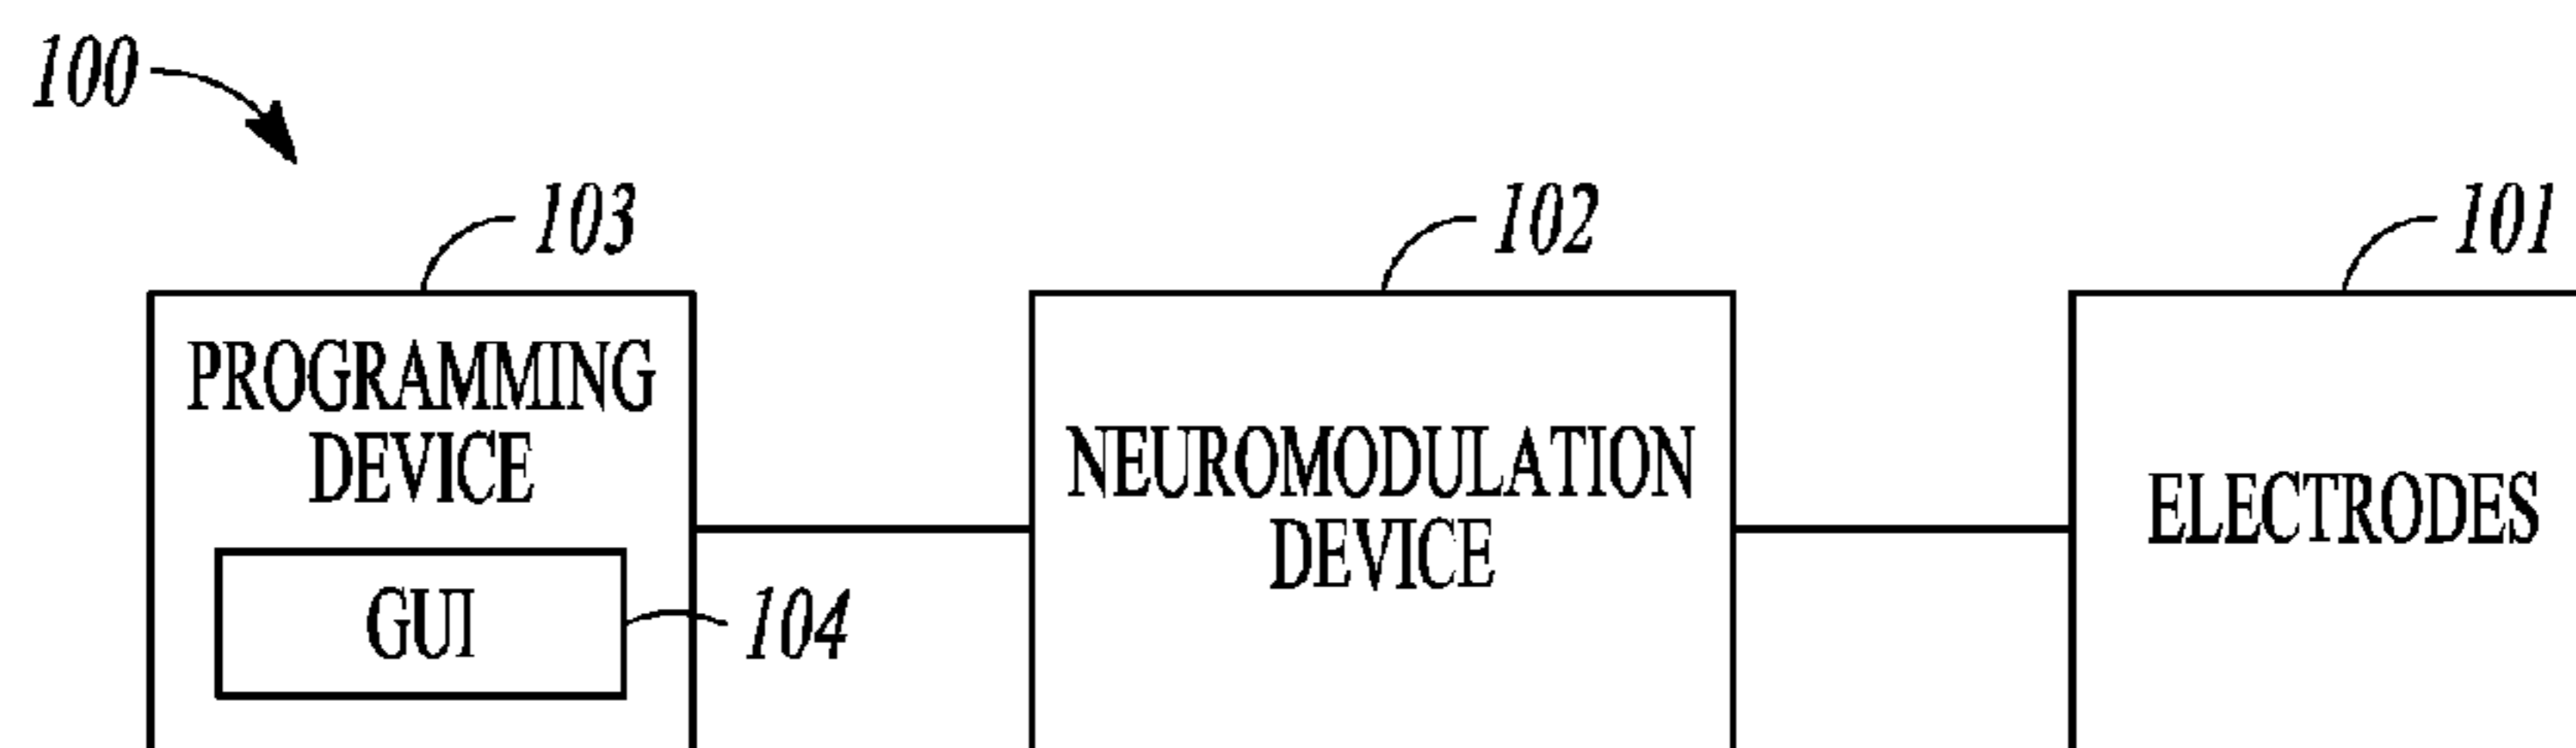 100
103
102
101
PROGRAMMING
DEVICE
NEUROMODULATION
DEVICE
ELECTRODES
GUI
104